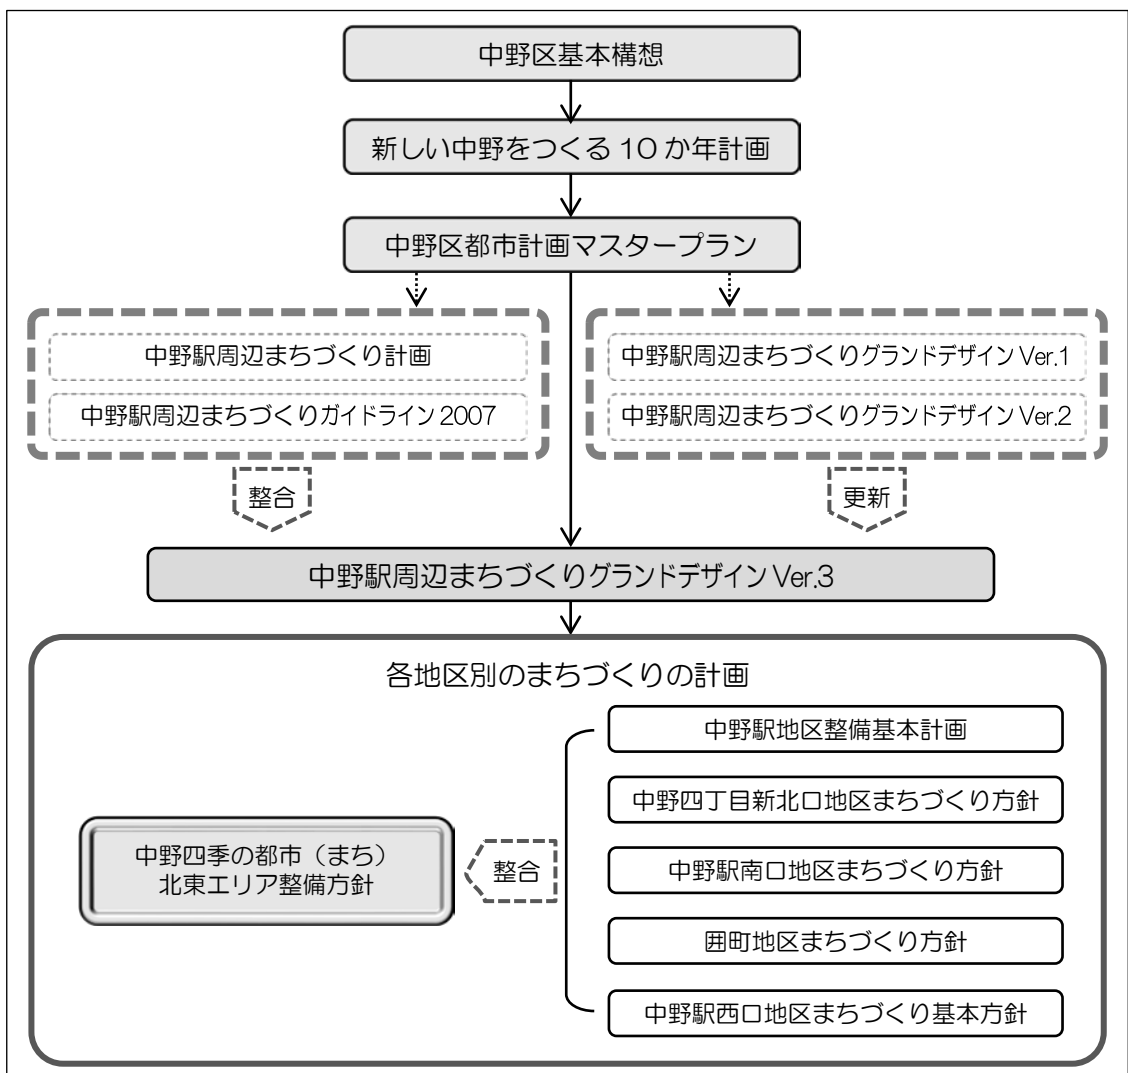 中野区基本構想
新しい中野をつくる10か年計画
中野区都市計画マスタープラン
中野駅周辺まちづくり計画
中野駅周辺まちづくりガイドライン2007
中野駅周辺まちづくりグランドデザインVer.1
中野駅周辺まちづくりグランドデザインVer.2
整合
更新
中野駅周辺まちづくりグランドデザインVer.3
各地区別のまちづくりの計画
中野四季の都市（まち）
北東エリア整備方針
整合
中野駅地区整備基本計画
中野四丁目新北口地区まちづくり方針
中野駅南口地区まちづくり方針
囲町地区まちづくり方針
中野駅西口地区まちづくり基本方針